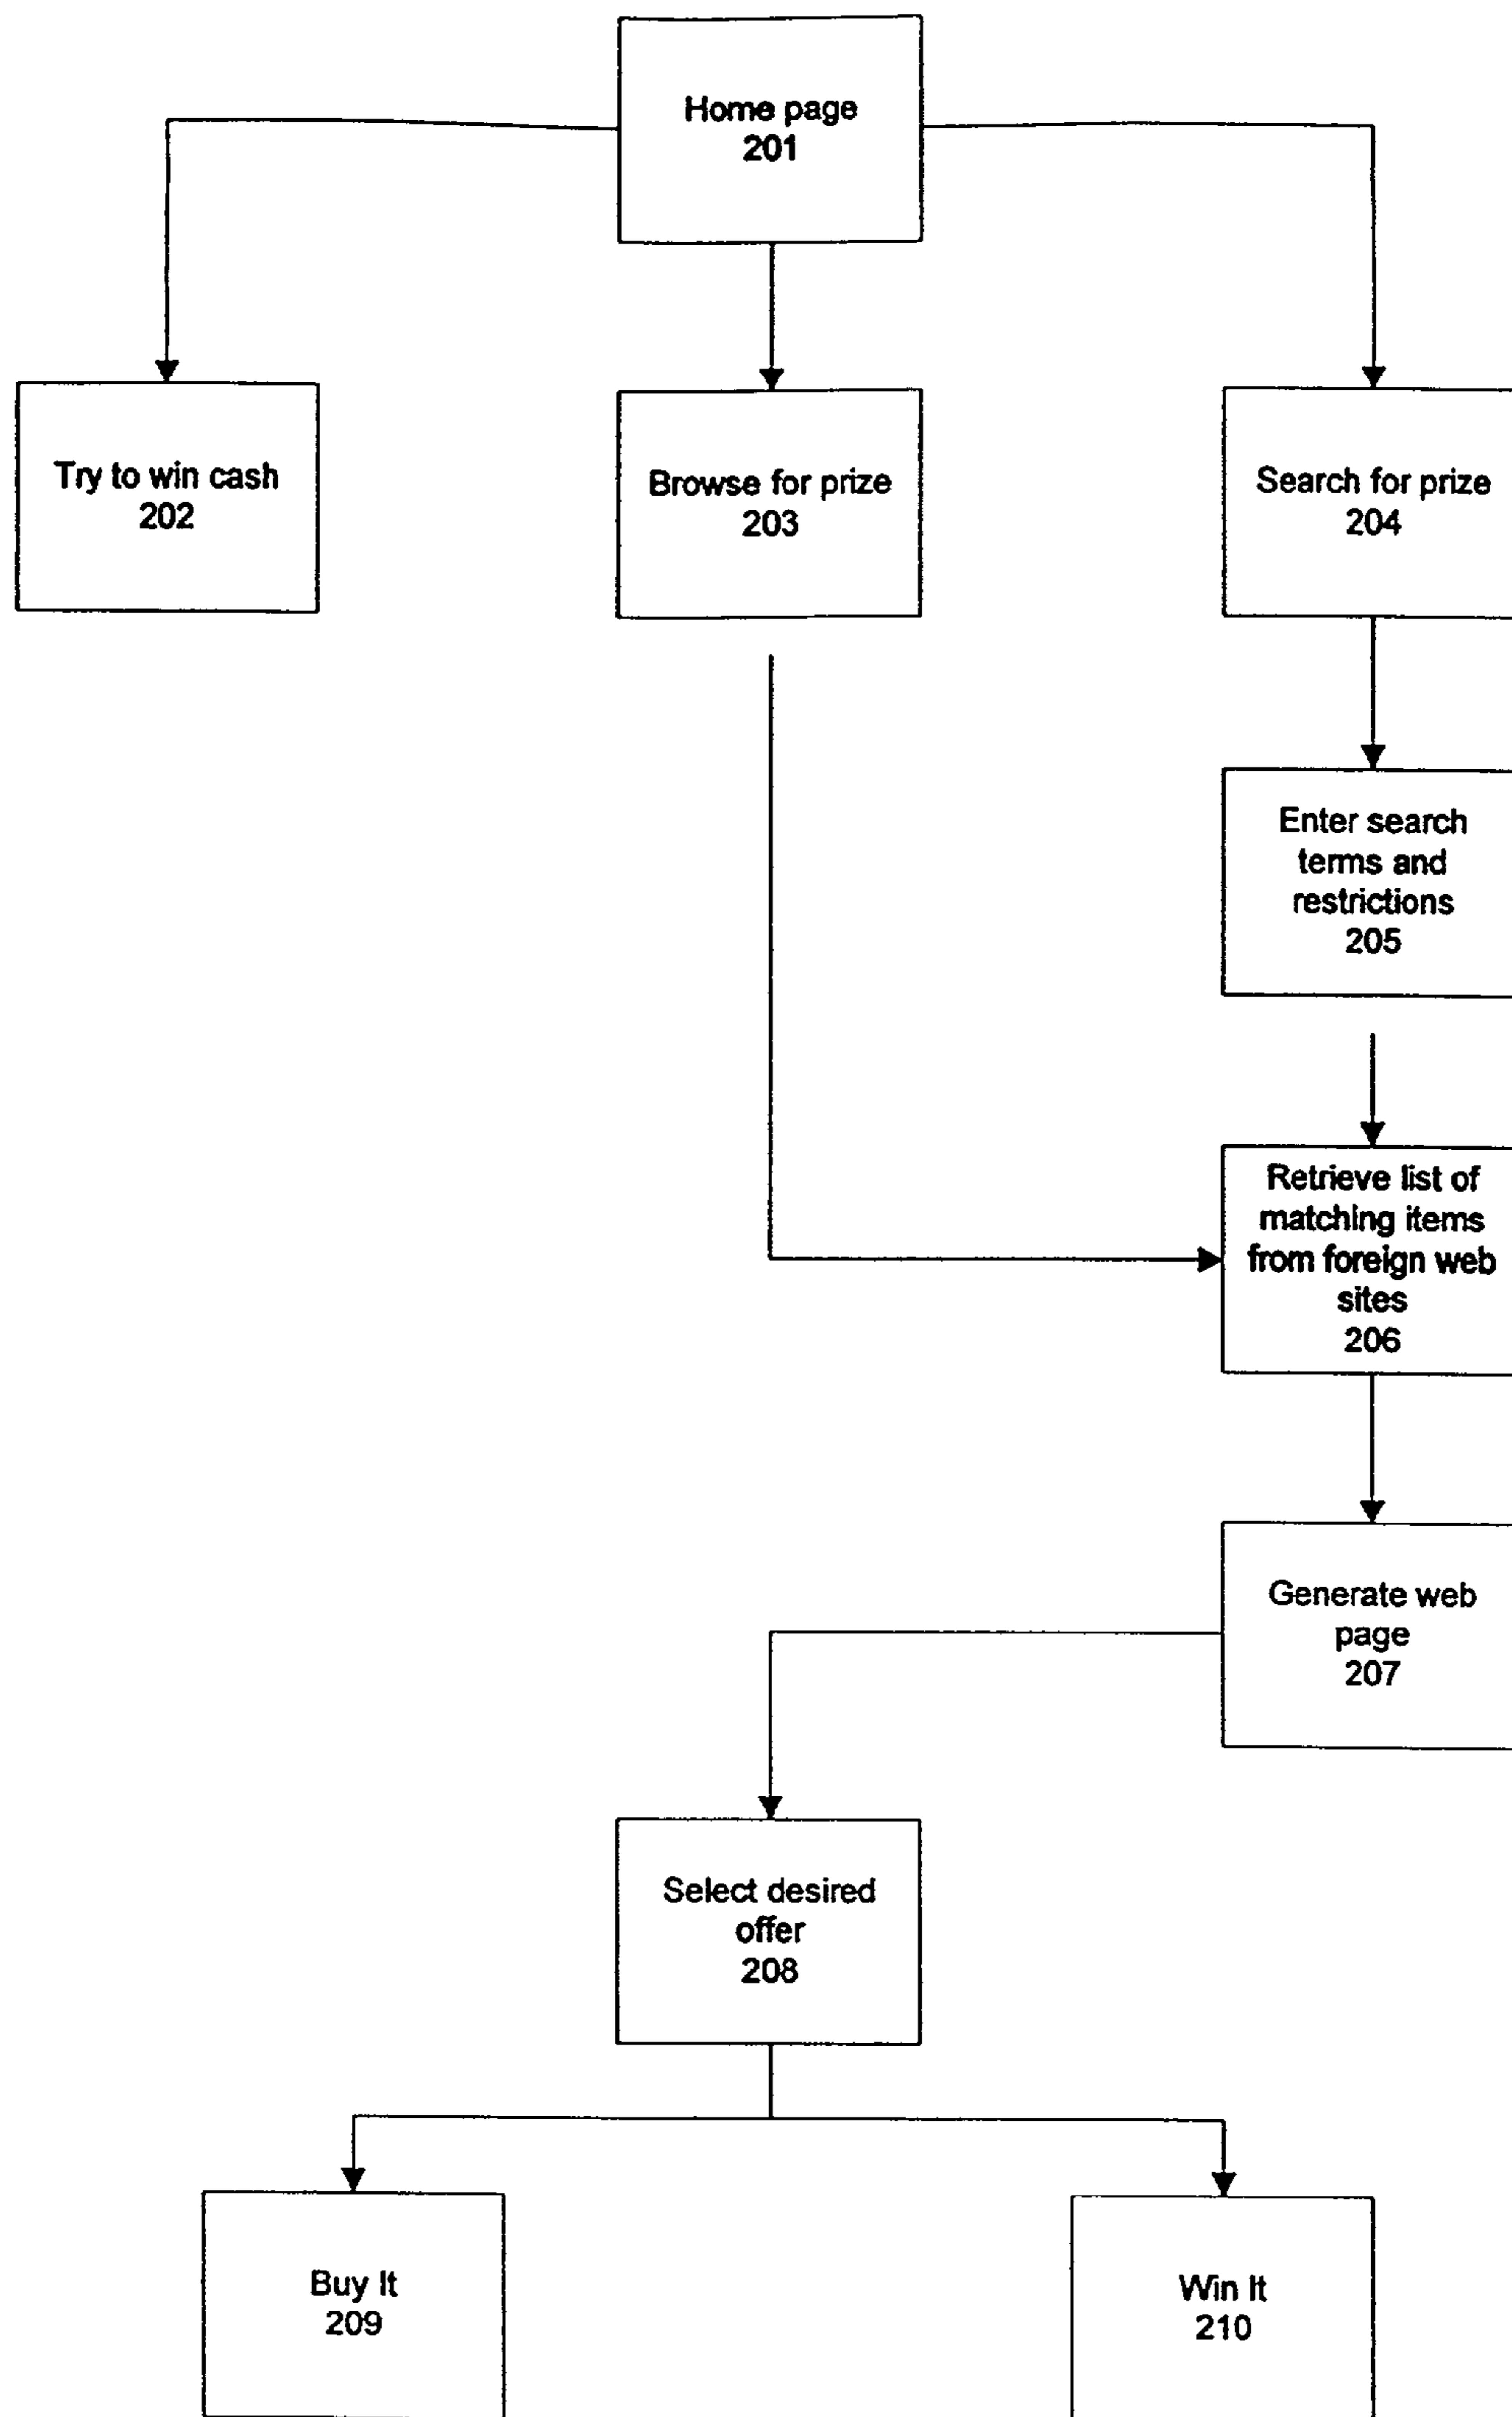 Home page
201
Try to win cash
202
Browse for prize
203
Search for prize
204
Enter search
terms and
restrictions
205
Retrieve list of
matching items
from foreign web
sites
206
Generate web
page
207
Select desired
offer
208
Buy It
209
Win It
210